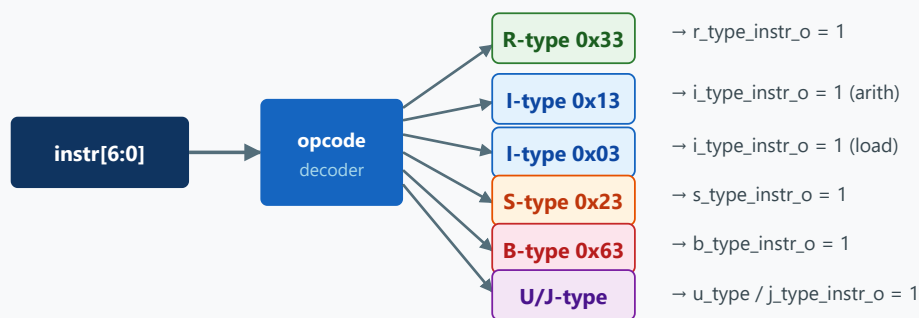 instr[6:0]
opcode
decoder
R-type 0x33
→ r_type_instr_o = 1
I-type 0x13
→ i_type_instr_o = 1 (arith)
I-type 0x03
→ i_type_instr_o = 1 (load)
S-type 0x23
→ s_type_instr_o = 1
B-type 0x63
→ b_type_instr_o = 1
U/J-type
→ u_type / j_type_instr_o = 1